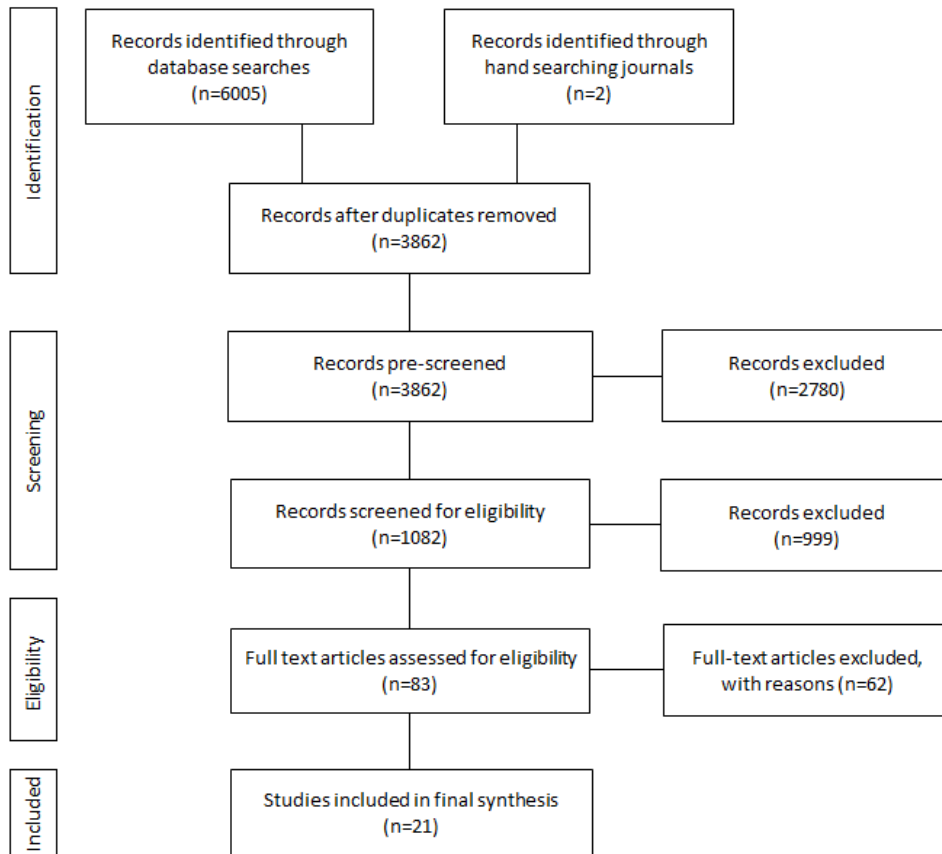 Identification
Records identified through
database searches
(n=6005)
Records identified through
hand searching journals
(n=2)
Records after duplicates removed
(n=3862)
Screening
Records pre-screened
(n=3862)
Records excluded
(n=2780)
Records screened for eligibility
(n=1082)
Records excluded
(n=999)
Eligibility
Full text articles assessed for eligibility
(n=83)
Full-text articles excluded,
with reasons (n=62)
Included
Studies included in final synthesis
(n=21)